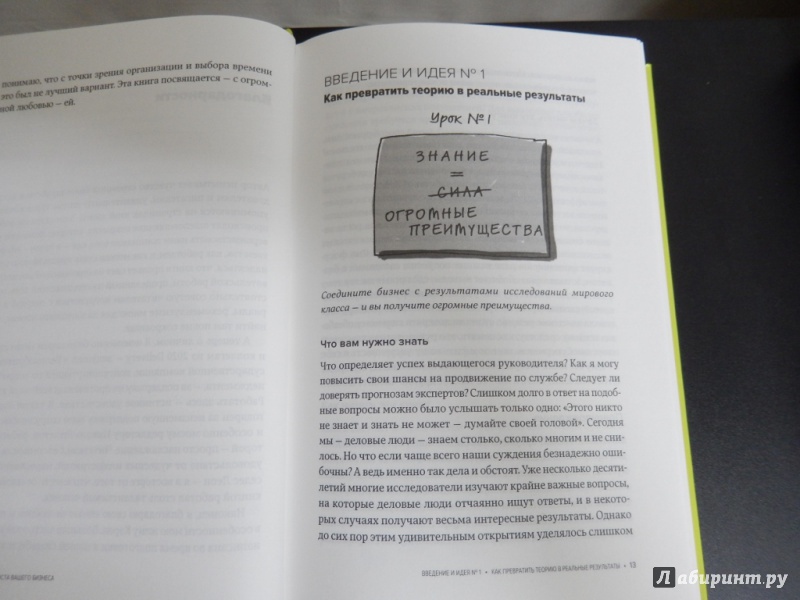 понимаю, что с точки зрения организации и выбора времени
это был не лучший вариант. Эта книга посвящается — с огром-
ной любовью — ей.
ВВЕДЕНИЕ И ИДЕЯ № 1
Как превратить теорию в реальные результаты
Урок №1
ЗНАНИЕ
=
СИЛА
ОГРОМНЫЕ
ПРЕИМУЩЕСТВА
Соедините бизнес с результатами исследований мирового
класса — и вы получите огромные преимущества.
Что вам нужно знать
Что определяет успех выдающегося руководителя? Как я могу
повысить свои шансы на продвижение по службе? Следует ли
доверять прогнозам экспертов? Слишком долго в ответ на подоб-
ные вопросы можно было услышать только одно: «Этого никто
не знает и знать не может — думайте своей головой». Сегодня
мы — деловые люди — знаем столько, сколько многим и не сни-
лось. Но что если чаще всего наши суждения безнадежно оши-
бочны? А ведь именно так дела и обстоят. Уже несколько десяти-
летий многие исследователи изучают крайне важные вопросы,
на которые деловые люди отчаянно ищут ответы, и в некото-
рых случаях получают весьма интересные результаты. Однако
до сих пор этим удивительным открытиям уделялось слишком
ВАШЕГО БИЗНЕСА
ВВЕДЕНИЕ И ИДЕЯ № 1 • КАК ПРЕВРАТИТЬ ТЕОРИЮ В РЕАЛЬНЫЕ РЕЗУЛЬТАТЫ • 13
Лабиринт.ру